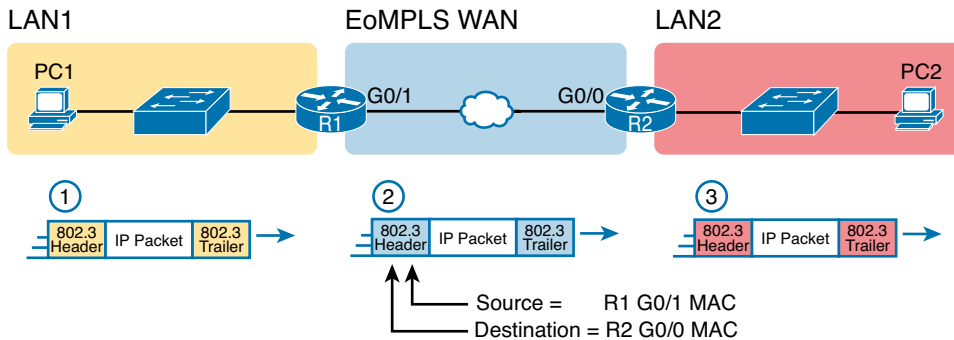 LAN1
EoMPLS WAN
LAN2
PC1
PC2
G0/1
G0/0
R1
R2
1
2
3
802.3 Header
IP Packet
802.3 Trailer
802.3 Header
IP Packet
802.3 Trailer
802.3 Header
IP Packet
802.3 Trailer
Source = R1 G0/1 MAC
Destination = R2 G0/0 MAC